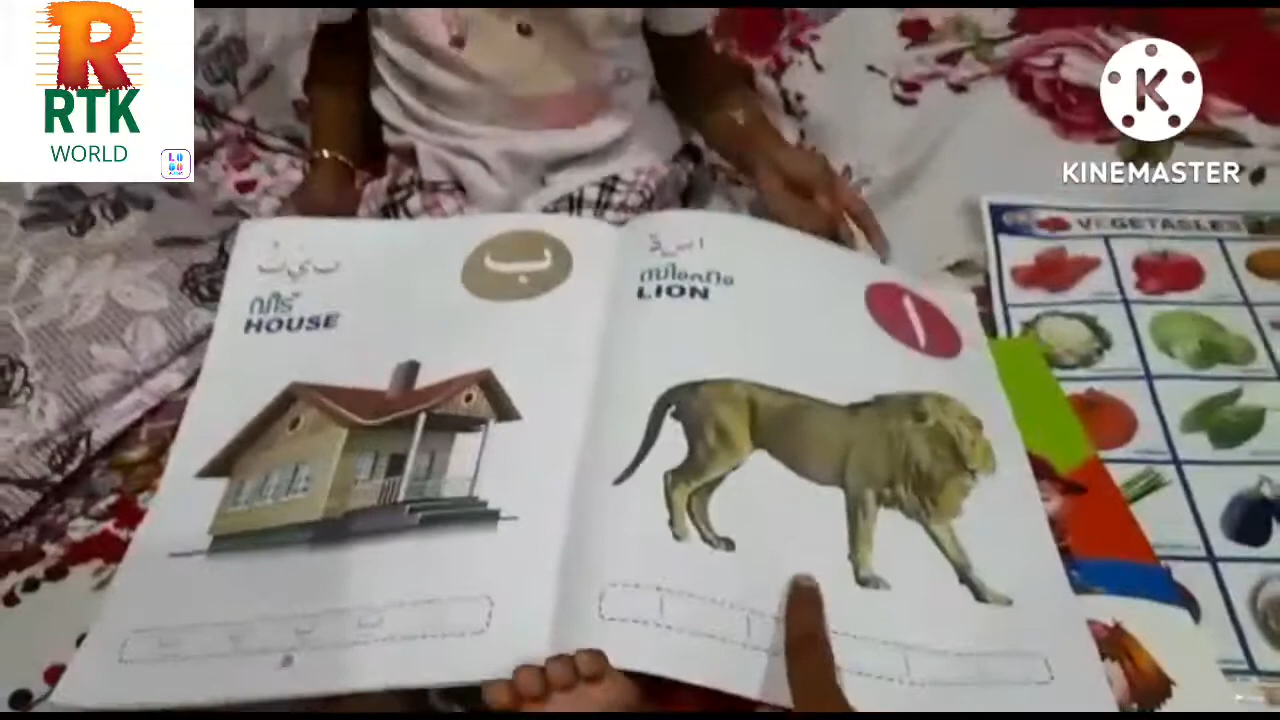 R
RTK
WORLD
K
KINEMASTER
VEGETABLES
ب
വീട്
HOUSE
സിംഹം
LION
ا